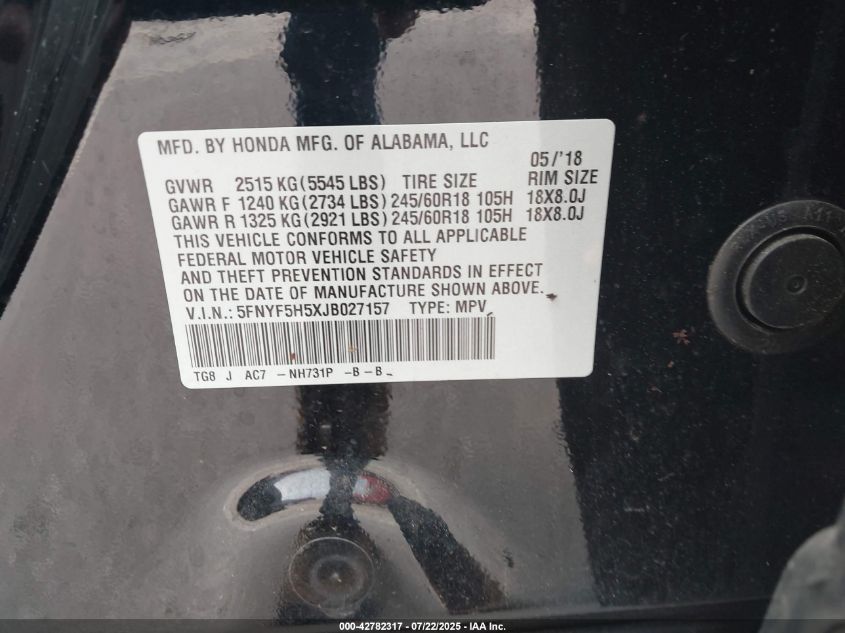 MFD. BY HONDA MFG. OF ALABAMA, LLC
05/'18
GVWR 2515 KG(5545 LBS) TIRE SIZE RIM SIZE
GAWR F 1240 KG(2734 LBS) 245/60R18 105H 18X8.0J
GAWR R 1325 KG(2921 LBS) 245/60R18 105H 18X8.0J
THIS VEHICLE CONFORMS TO ALL APPLICABLE
FEDERAL MOTOR VEHICLE SAFETY
AND THEFT PREVENTION STANDARDS IN EFFECT
ON THE DATE OF MANUFACTURE SHOWN ABOVE.
V.I.N.: 5FNYF5H5XJB027157 TYPE: MPV
TG8 J AC7 -NH731P -B-B
000-42782317 - 07/22/2025 - IAA Inc.